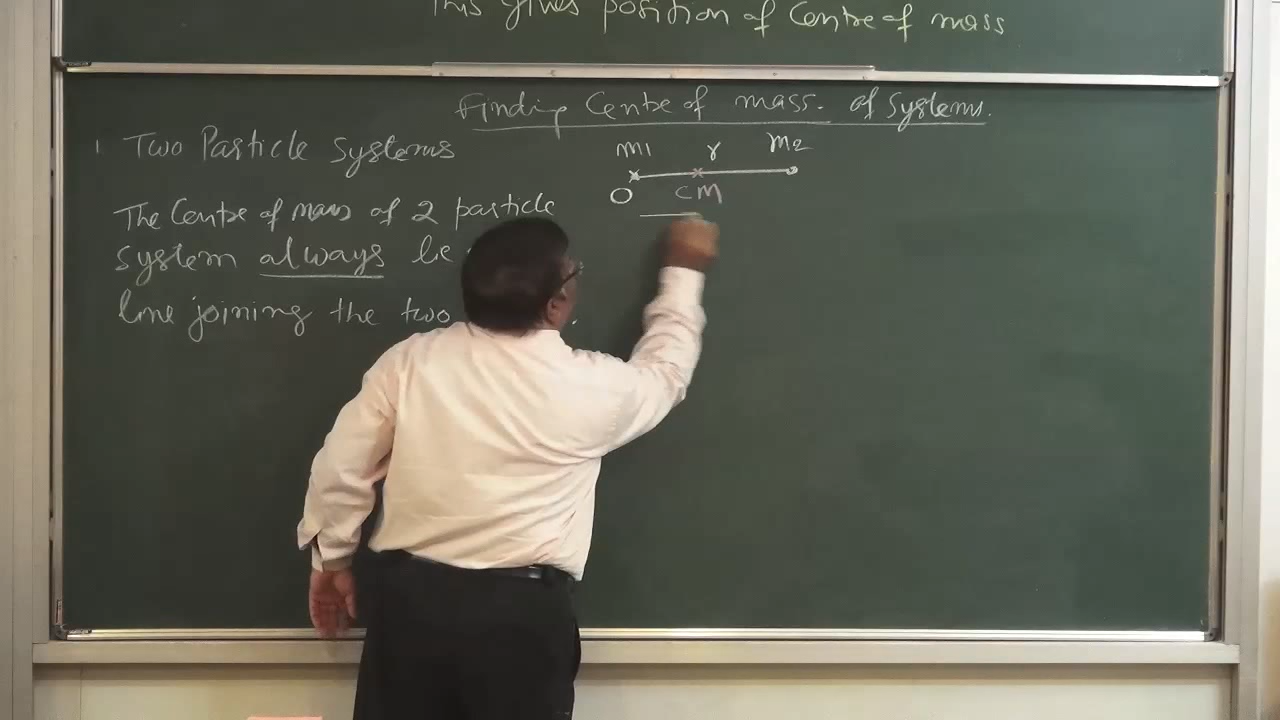 This gives position of Centre of mass
Finding Centre of mass. of Systems.
1 Two Particle Systems
m1 r m2
O CM
The Centre of mass of 2 particle
system always lie
line joining the two